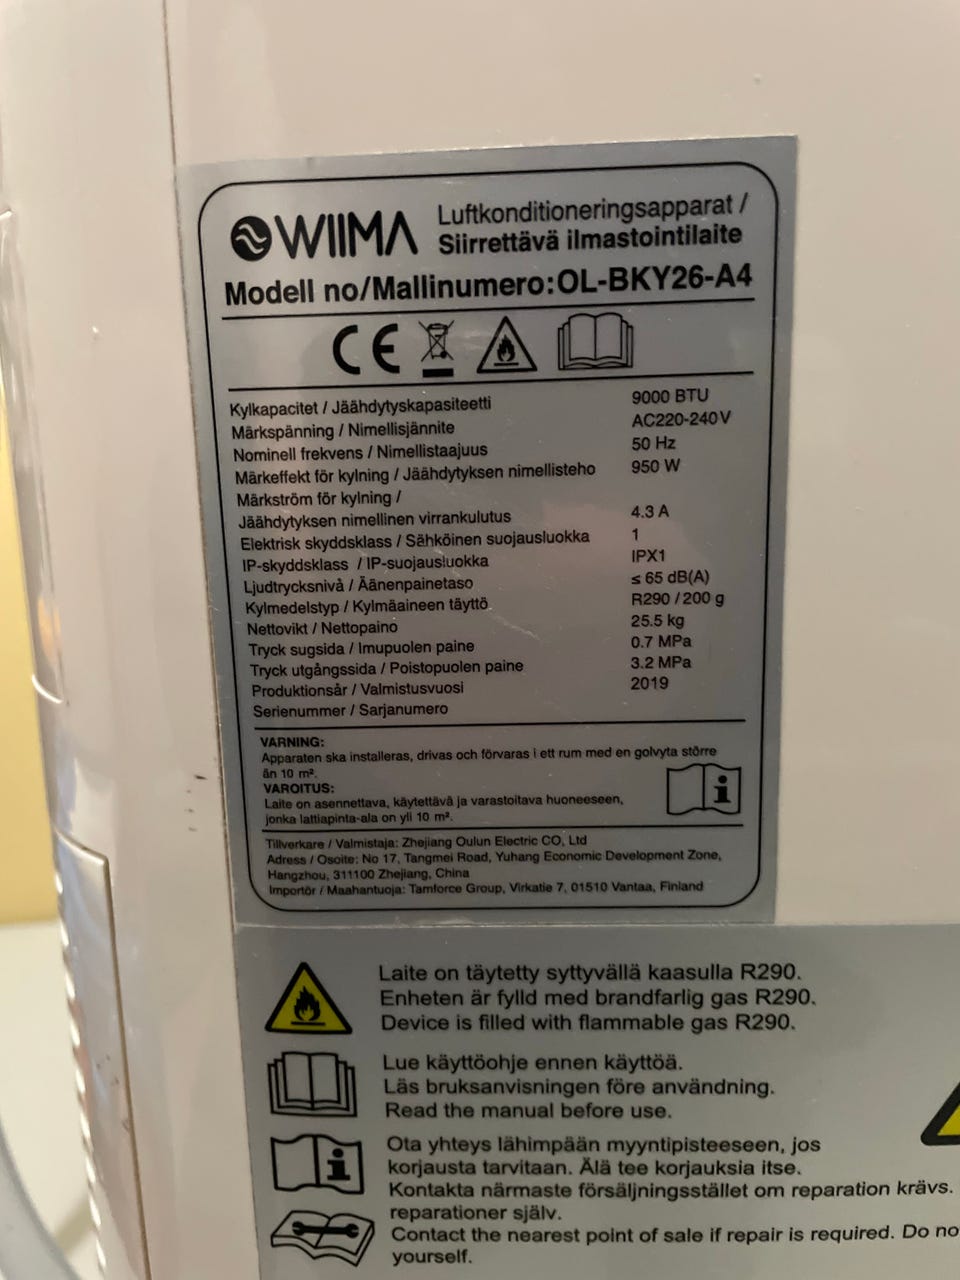 WIIMA
Luftkonditioneringsapparat /
Siirrettävä ilmastointilaite
Modell no/Mallinumero:OL-BKY26-A4
CE
Kylkapacitet / Jäähdytyskapasiteetti 9000 BTU
Märkspänning / Nimellisjännite AC220-240V
Nominell frekvens / Nimellistaajuus 50 Hz
Märkeffekt för kylning / Jäähdytyksen nimellisteho 950 W
Märkström för kylning /
Jäähdytyksen nimellinen virrankulutus 4.3 A
Elektrisk skyddsklass / Sähköinen suojausluokka 1
IP-skyddsklass / IP-suojausluokka IPX1
Ljudtrycksnivå / Äänenpainetaso ≤ 65 dB(A)
Kylmedelstyp / Kylmäaineen täyttö R290 / 200 g
Nettovikt / Nettopaino 25.5 kg
Tryck sugsida / Imupuolen paine 0.7 MPa
Tryck utgångssida / Poistopuolen paine 3.2 MPa
Produktionsår / Valmistusvuosi 2019
Serienummer / Sarjanumero
VARNING:
Apparaten ska installeras, drivas och förvaras i ett rum med en golvyta större
än 10 m².
VAROITUS:
Laite on asennettava, käytettävä ja varastoitava huoneeseen,
jonka lattiapinta-ala on yli 10 m².
Tillverkare / Valmistaja: Zhejiang Oulun Electric CO, Ltd
Adress / Osoite: No 17, Tangmei Road, Yuhang Economic Development Zone,
Hangzhou, 311100 Zhejiang, China
Importör / Maahantuoja: Tamforce Group, Virkatie 7, 01510 Vantaa, Finland
Laite on täytetty syttyvällä kaasulla R290.
Enheten är fylld med brandfarlig gas R290.
Device is filled with flammable gas R290.
Lue käyttöohje ennen käyttöä.
Läs bruksanvisningen före användning.
Read the manual before use.
Ota yhteys lähimpään myyntipisteeseen, jos
korjausta tarvitaan. Älä tee korjauksia itse.
Kontakta närmaste försäljningsstället om reparation krävs.
reparationer själv.
Contact the nearest point of sale if repair is required. Do no
yourself.